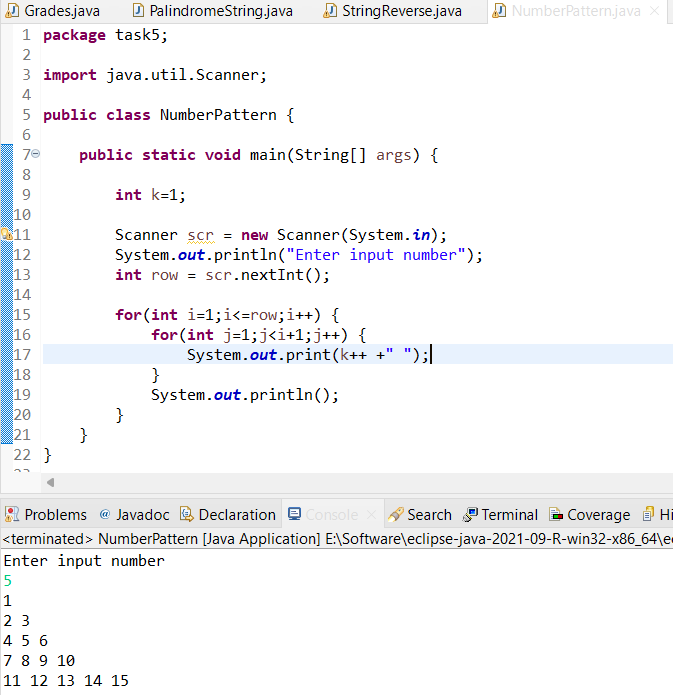 Grades.java PalindromeString.java StringReverse.java NumberPattern.java
1 package task5;
2
3 import java.util.Scanner;
4
5 public class NumberPattern {
6
7 public static void main(String[] args) {
8
9 int k=1;
10
11 Scanner scr = new Scanner(System.in);
12 System.out.println("Enter input number");
13 int row = scr.nextInt();
14
15 for(int i=1;i<=row;i++) {
16 for(int j=1;j<i+1;j++) {
17 System.out.print(k++ +" ");
18 }
19 System.out.println();
20 }
21 }
22 }
Problems @ Javadoc Declaration Console Search Terminal Coverage Hi
<terminated> NumberPattern [Java Application] E:\Software\eclipse-java-2021-09-R-win32-x86_64\ec
Enter input number
5
1
2 3
4 5 6
7 8 9 10
11 12 13 14 15